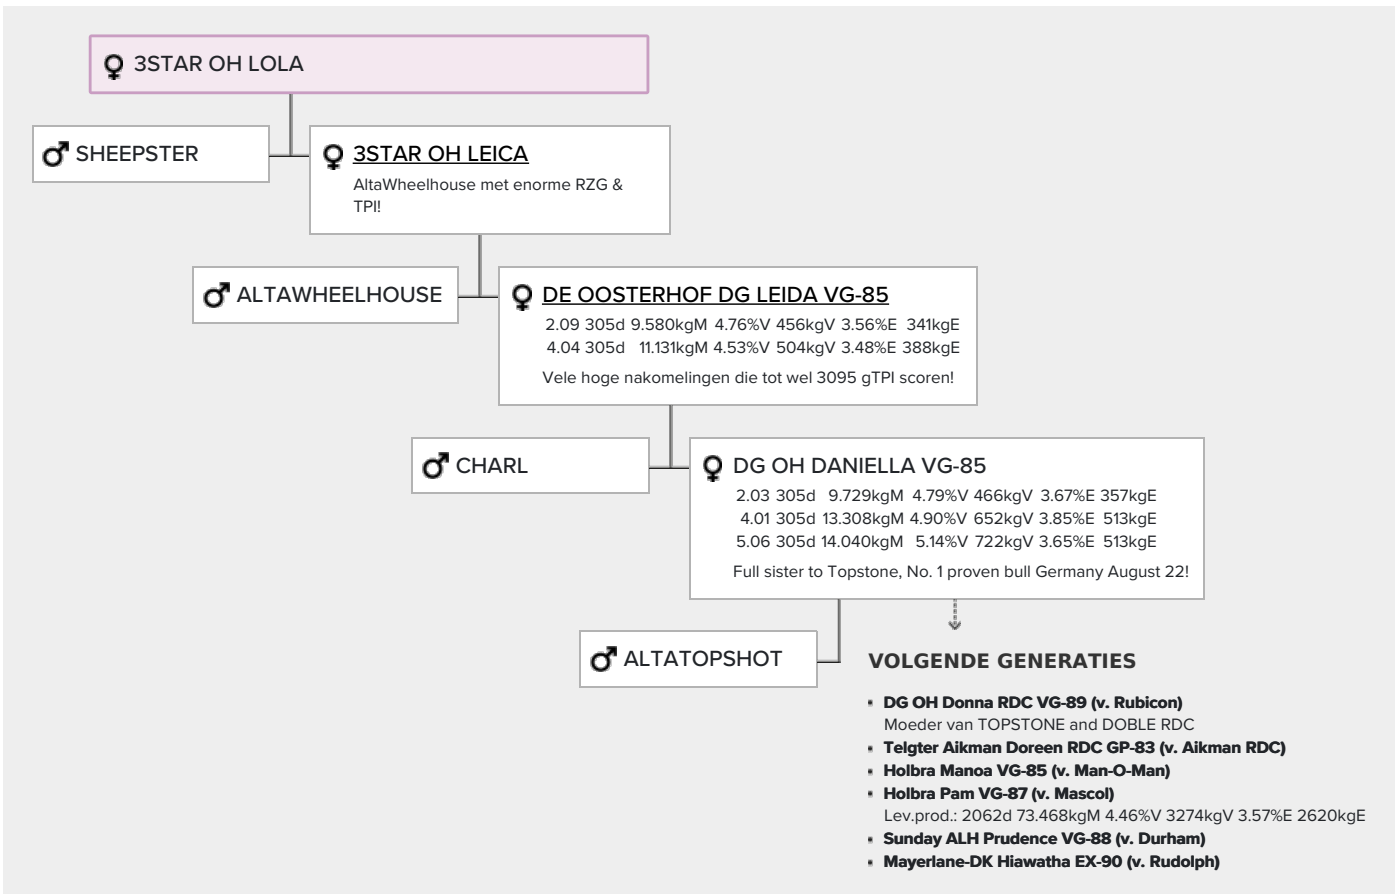 3STAR OH LOLA
SHEEPSTER
3STAR OH LEICA
AltaWheelhouse met enorme RZG &
TPI!
ALTAWHEELHOUSE
DE OOSTERHOF DG LEIDA VG-85
2.09 305d 9.580kgM 4.76%V 456kgV 3.56%E 341kgE
4.04 305d 11.131kgM 4.53%V 504kgV 3.48%E 388kgE
Vele hoge nakomelingen die tot wel 3095 gTPI scoren!
CHARL
DG OH DANIELLA VG-85
2.03 305d 9.729kgM 4.79%V 466kgV 3.67%E 357kgE
4.01 305d 13.308kgM 4.90%V 652kgV 3.85%E 513kgE
5.06 305d 14.040kgM 5.14%V 722kgV 3.65%E 513kgE
Full sister to Topstone, No. 1 proven bull Germany August 22!
ALTATOPSHOT
VOLGENDE GENERATIES
DG OH Donna RDC VG-89 (v. Rubicon)
Moeder van TOPSTONE and DOBLE RDC
Telgter Aikman Doreen RDC GP-83 (v. Aikman RDC)
Holbra Manoa VG-85 (v. Man-O-Man)
Holbra Pam VG-87 (v. Mascol)
Lev.prod.: 2062d 73.468kgM 4.46%V 3274kgV 3.57%E 2620kgE
Sunday ALH Prudence VG-88 (v. Durham)
Mayerlane-DK Hiawatha EX-90 (v. Rudolph)